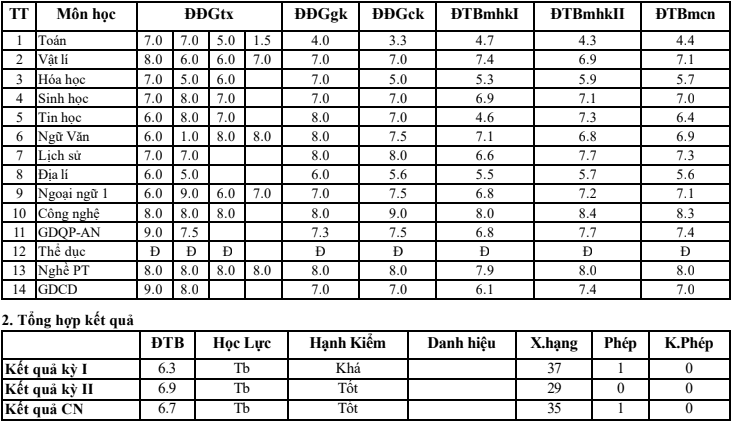 TT Môn học ĐĐGtx ĐĐGgk ĐĐGck ĐTBmhkI ĐTBmhkII ĐTBmcn
1 Toán 7.0 7.0 5.0 1.5 4.0 3.3 4.7 4.3 4.4
2 Vật lí 8.0 6.0 6.0 7.0 7.0 7.0 7.4 6.9 7.1
3 Hóa học 7.0 5.0 6.0 7.0 5.0 5.3 5.9 5.7
4 Sinh học 7.0 8.0 7.0 7.0 7.0 6.9 7.1 7.0
5 Tin học 6.0 8.0 7.0 8.0 7.0 4.6 7.3 6.4
6 Ngữ Văn 6.0 1.0 8.0 8.0 8.0 7.5 7.1 6.8 6.9
7 Lịch sử 7.0 7.0 8.0 8.0 6.6 7.7 7.3
8 Địa lí 6.0 5.0 6.0 5.6 5.5 5.7 5.6
9 Ngoại ngữ 1 6.0 9.0 6.0 7.0 7.0 7.5 6.8 7.2 7.1
10 Công nghệ 8.0 8.0 8.0 8.0 9.0 8.0 8.4 8.3
11 GDQP-AN 9.0 7.5 7.3 7.5 6.8 7.7 7.4
12 Thể dục Đ Đ Đ Đ Đ Đ Đ Đ
13 Nghề PT 8.0 8.0 8.0 8.0 8.0 8.0 7.9 8.0 8.0
14 GDCD 9.0 8.0 7.0 7.0 6.1 7.4 7.0
2. Tổng hợp kết quả
ĐTB Học Lực Hạnh Kiểm Danh hiệu X.hạng Phép K.Phép
Kết quả kỳ I 6.3 Tb Khá 37 1 0
Kết quả kỳ II 6.9 Tb Tốt 29 0 0
Kết quả CN 6.7 Tb Tôt 35 1 0